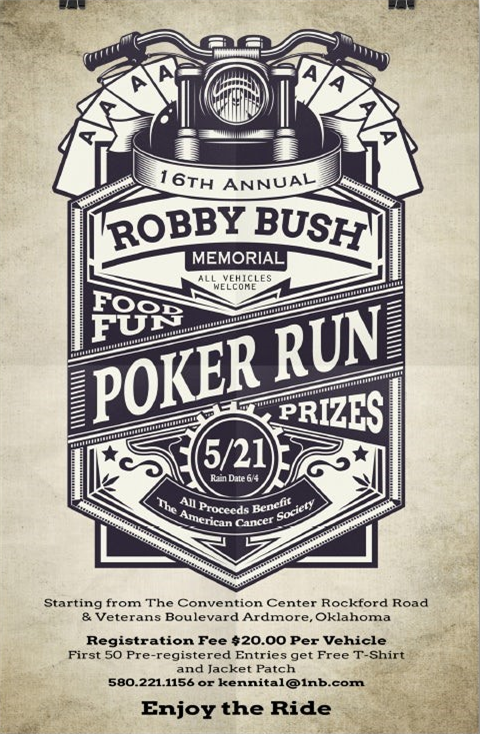 A A A A A A
16TH ANNUAL
ROBBY BUSH
MEMORIAL
ALL VEHICLES
WELCOME
FOOD
FUN
POKER RUN
PRIZES
5/21
Rain Date 6/4
All Proceeds Benefit
The American Cancer Society
Starting from The Convention Center Rockford Road
& Veterans Boulevard Ardmore, Oklahoma
Registration Fee $20.00 Per Vehicle
First 50 Pre-registered Entries get Free T-Shirt
and Jacket Patch
580.221.1156 or kennital@1nb.com
Enjoy the Ride